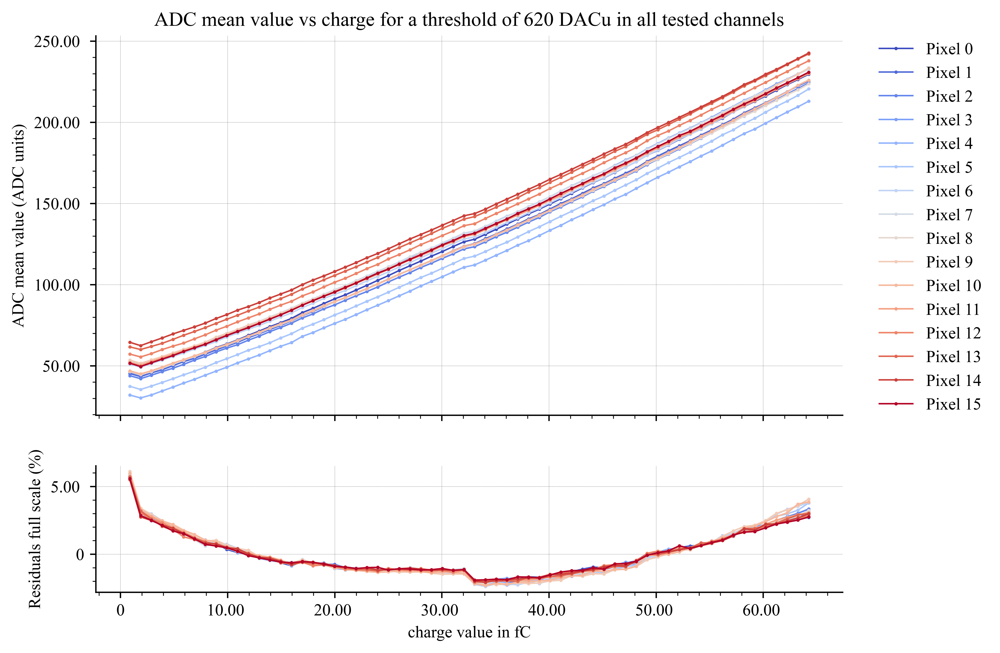 ADC mean value vs charge for a threshold of 620 DACu in all tested channels
ADC mean value (ADC units)
250.00
200.00
150.00
100.00
50.00
Pixel 0
Pixel 1
Pixel 2
Pixel 3
Pixel 4
Pixel 5
Pixel 6
Pixel 7
Pixel 8
Pixel 9
Pixel 10
Pixel 11
Pixel 12
Pixel 13
Pixel 14
Pixel 15
Residuals full scale (%)
5.00
0
0 10.00 20.00 30.00 40.00 50.00 60.00
charge value in fC